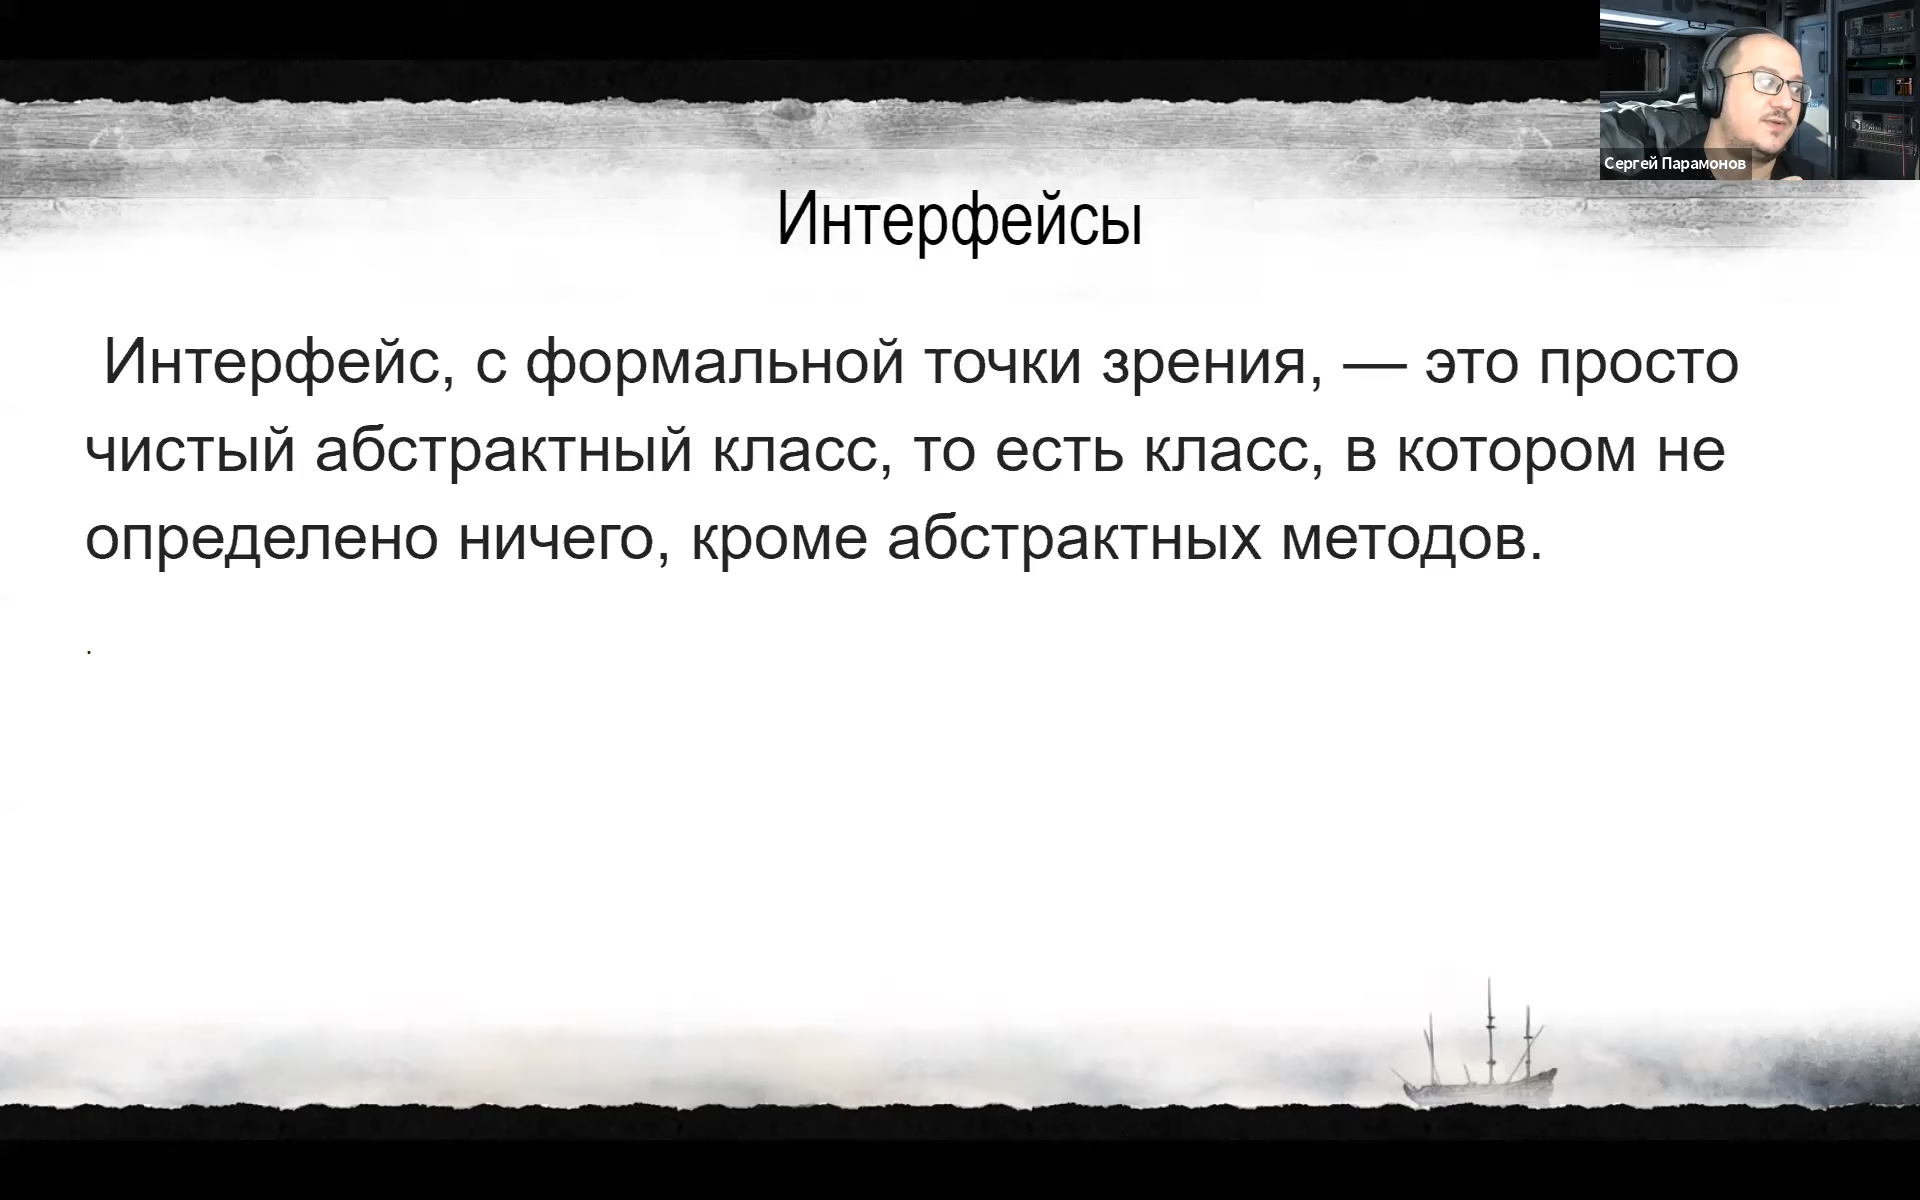 Сергей Парамонов
Интерфейсы
Интерфейс, с формальной точки зрения, — это просто
чистый абстрактный класс, то есть класс, в котором не
определено ничего, кроме абстрактных методов.
.